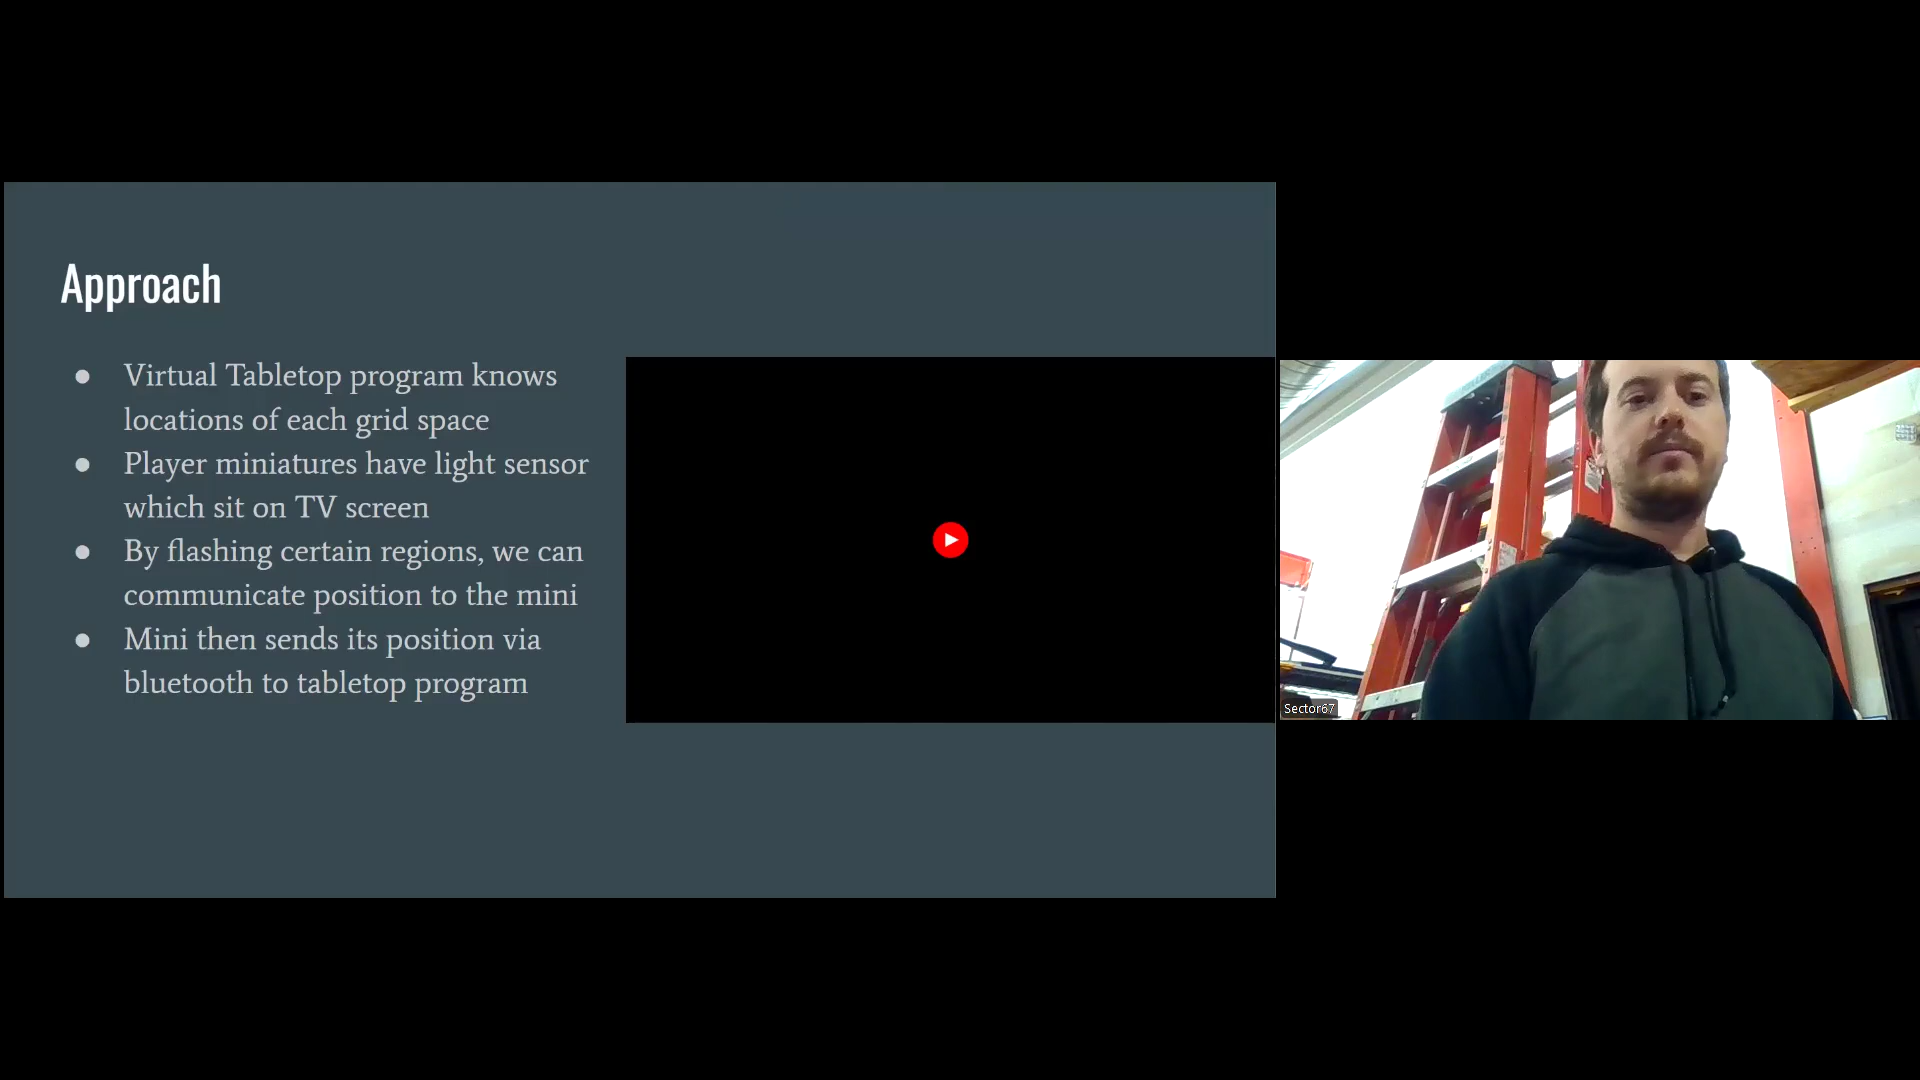 Approach
● Virtual Tabletop program knows
locations of each grid space
● Player miniatures have light sensor
which sit on TV screen
● By flashing certain regions, we can
communicate position to the mini
● Mini then sends its position via
bluetooth to tabletop program
Sector67